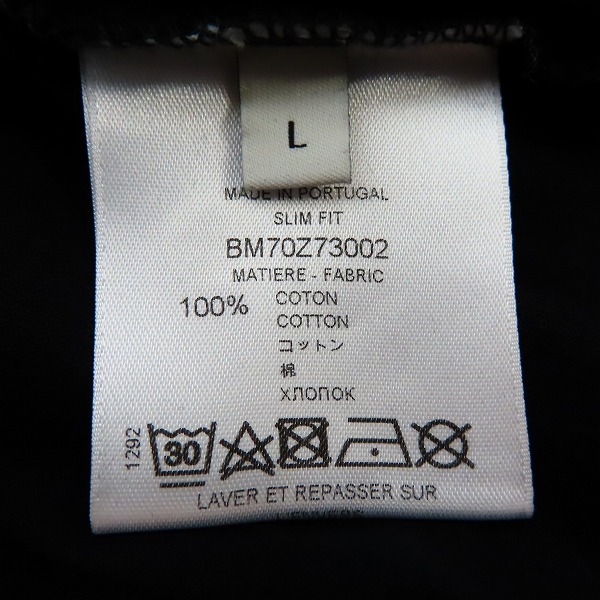 L
MADE IN PORTUGAL
SLIM FIT
BM70Z73002
MATIERE - FABRIC
100% COTON
COTTON
コットン
棉
ХЛОПОК
1292
30
LAVER ET REPASSER SUR